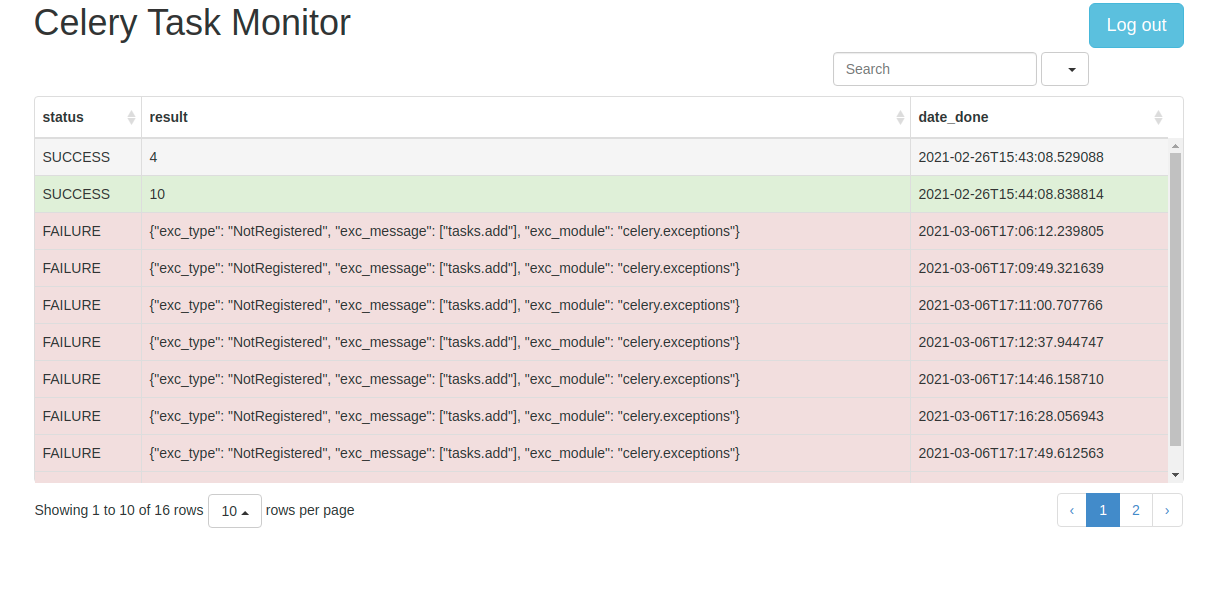 Celery Task Monitor
Log out
Search
status result date_done
SUCCESS 4 2021-02-26T15:43:08.529088
SUCCESS 10 2021-02-26T15:44:08.838814
FAILURE {"exc_type": "NotRegistered", "exc_message": ["tasks.add"], "exc_module": "celery.exceptions"} 2021-03-06T17:06:12.239805
FAILURE {"exc_type": "NotRegistered", "exc_message": ["tasks.add"], "exc_module": "celery.exceptions"} 2021-03-06T17:09:49.321639
FAILURE {"exc_type": "NotRegistered", "exc_message": ["tasks.add"], "exc_module": "celery.exceptions"} 2021-03-06T17:11:00.707766
FAILURE {"exc_type": "NotRegistered", "exc_message": ["tasks.add"], "exc_module": "celery.exceptions"} 2021-03-06T17:12:37.944747
FAILURE {"exc_type": "NotRegistered", "exc_message": ["tasks.add"], "exc_module": "celery.exceptions"} 2021-03-06T17:14:46.158710
FAILURE {"exc_type": "NotRegistered", "exc_message": ["tasks.add"], "exc_module": "celery.exceptions"} 2021-03-06T17:16:28.056943
FAILURE {"exc_type": "NotRegistered", "exc_message": ["tasks.add"], "exc_module": "celery.exceptions"} 2021-03-06T17:17:49.612563
Showing 1 to 10 of 16 rows 10 rows per page ‹ 1 2 ›